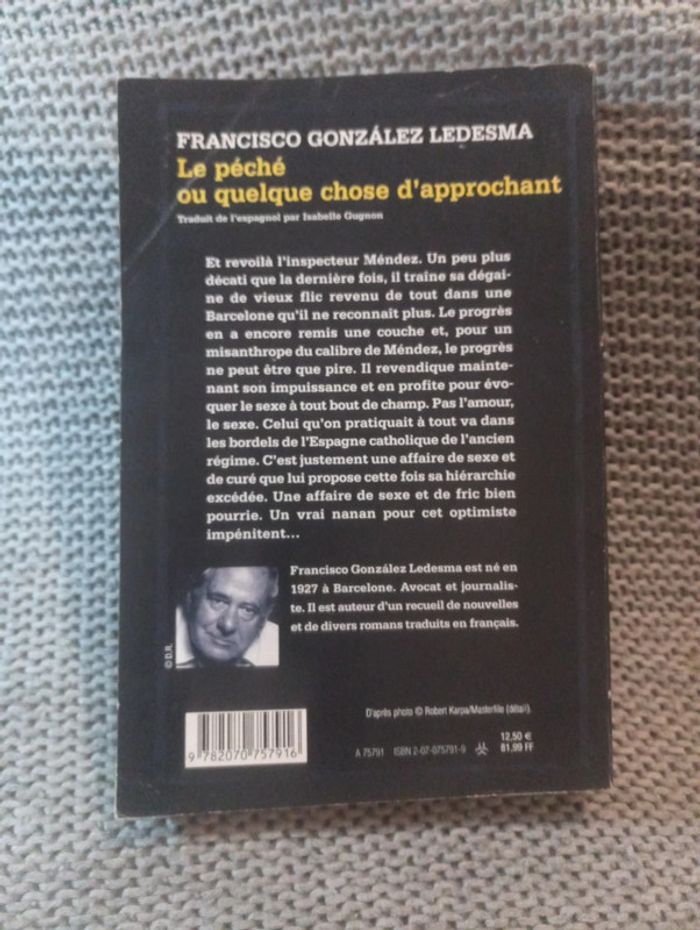 FRANCISCO GONZÁLEZ LEDESMA
Le péché
ou quelque chose d'approchant
Traduit de l'espagnol par Isabelle Gugnon
Et revoilà l'inspecteur Méndez. Un peu plus
décati que la dernière fois, il traîne sa dégai-
ne de vieux flic revenu de tout dans une
Barcelone qu'il ne reconnaît plus. Le progrès
en a encore remis une couche et, pour un
misanthrope du calibre de Méndez, le progrès
ne peut être que pire. Il revendique mainte-
nant son impuissance et en profite pour évo-
quer le sexe à tout bout de champ. Pas l'amour,
le sexe. Celui qu'on pratiquait à tout va dans
les bordels de l'Espagne catholique de l'ancien
régime. C'est justement une affaire de sexe et
de curé que lui propose cette fois sa hiérarchie
excédée. Une affaire de sexe et de fric bien
pourrie. Un vrai nanan pour cet optimiste
impénitent...
Francisco González Ledesma est né en
1927 à Barcelone. Avocat et journalis-
te. Il est auteur d'un recueil de nouvelles
et de divers romans traduits en français.
© D.R.
D'après photo © Robert Karpa/Masterfile (détail).
9 782070 757916
A 75791 ISBN 2-07-075791-9
12,50 €
81,99 FF